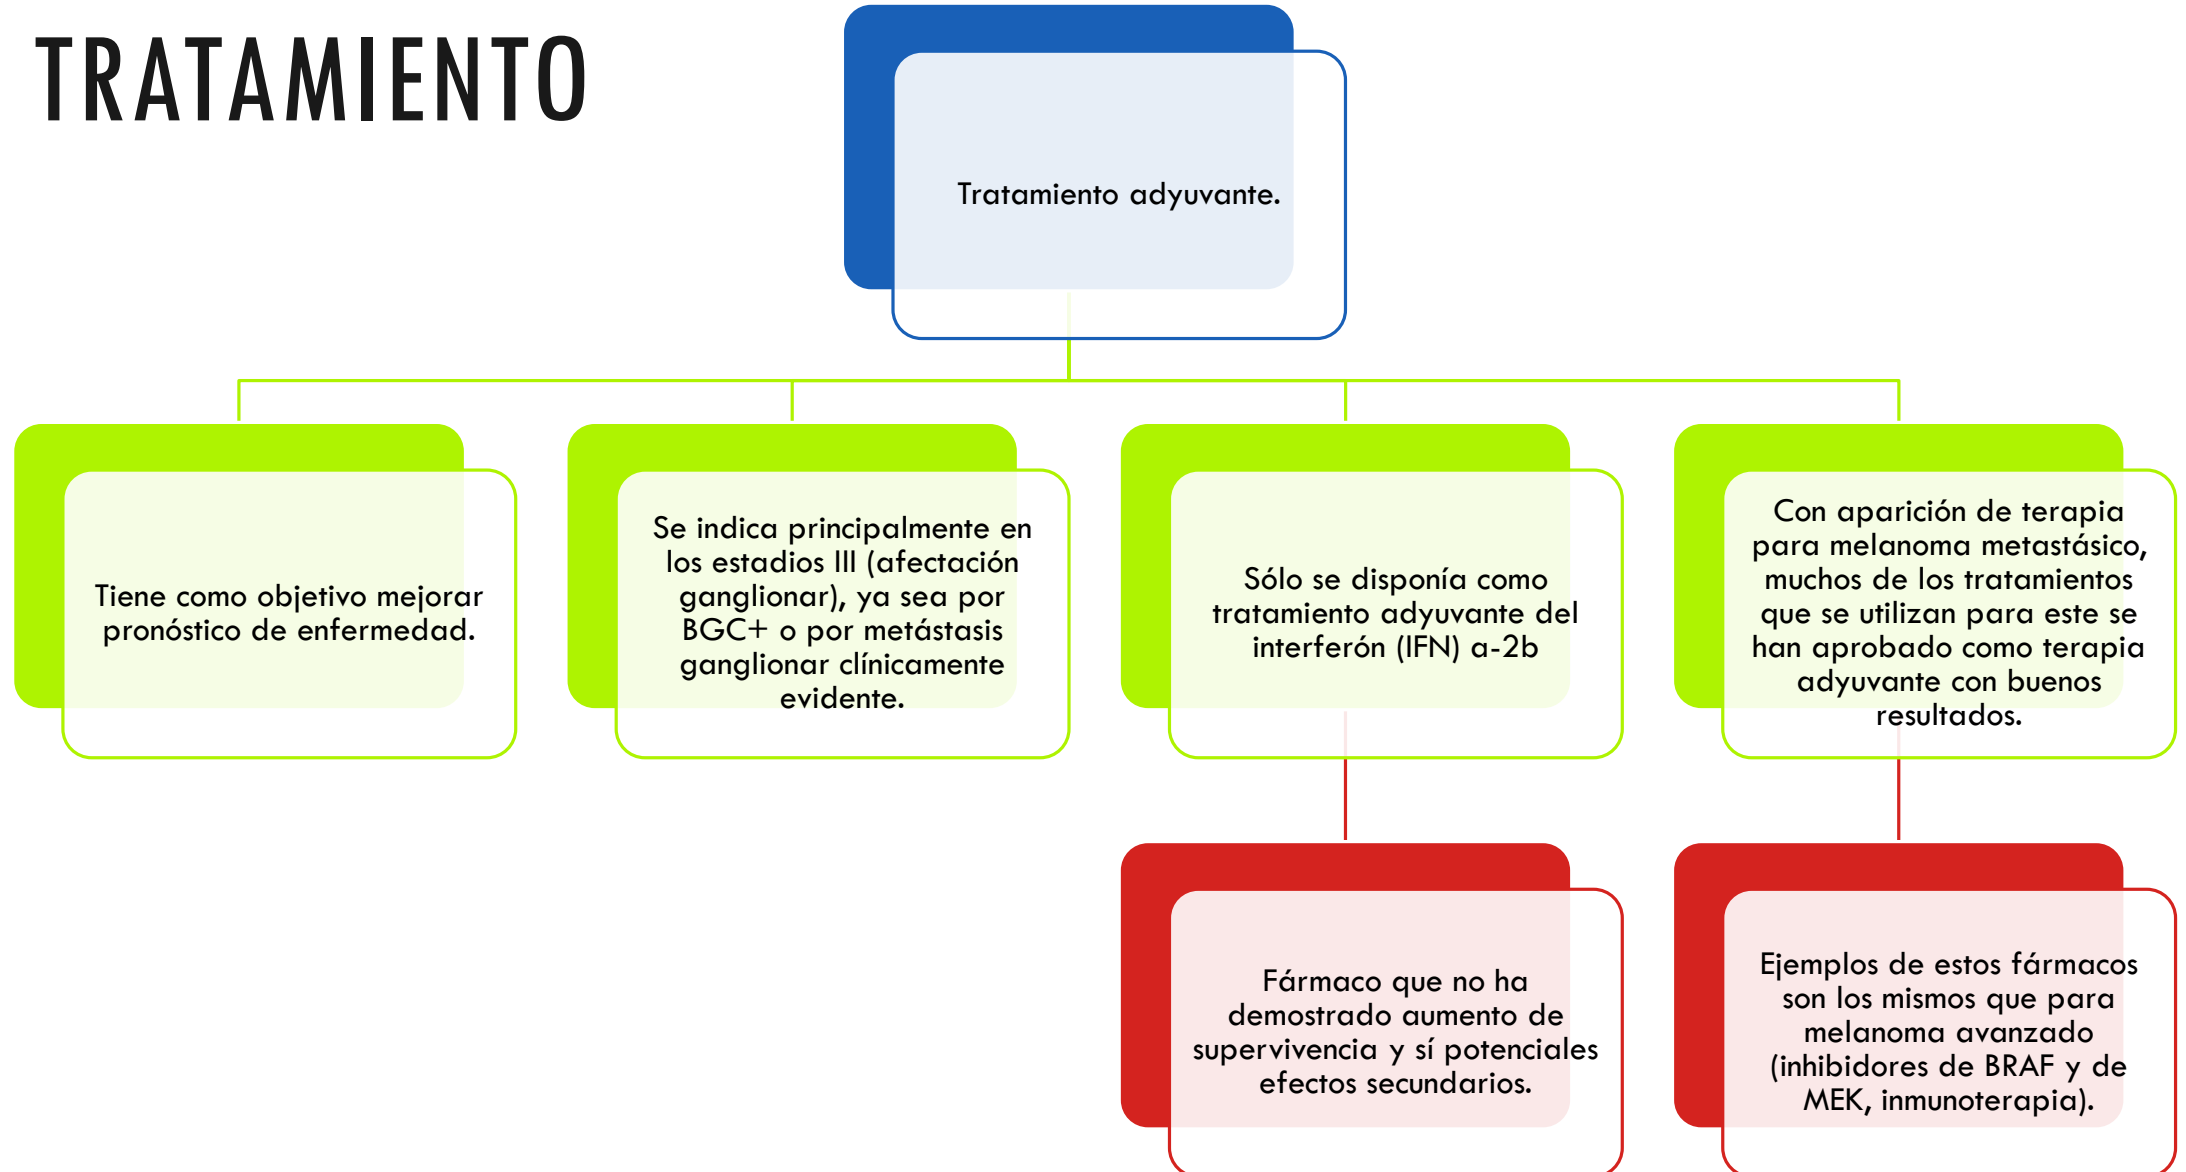 TRATAMIENTO
Tratamiento adyuvante.
Tiene como objetivo mejorar
pronóstico de enfermedad.
Se indica principalmente en
los estadios III (afectación
ganglionar), ya sea por
BGC+ o por metástasis
ganglionar clínicamente
evidente.
Sólo se disponía como
tratamiento adyuvante del
interferón (IFN) a-2b
Con aparición de terapia
para melanoma metastásico,
muchos de los tratamientos
que se utilizan para este se
han aprobado como terapia
adyuvante con buenos
resultados.
Fármaco que no ha
demostrado aumento de
supervivencia y sí potenciales
efectos secundarios.
Ejemplos de estos fármacos
son los mismos que para
melanoma avanzado
(inhibidores de BRAF y de
MEK, inmunoterapia).